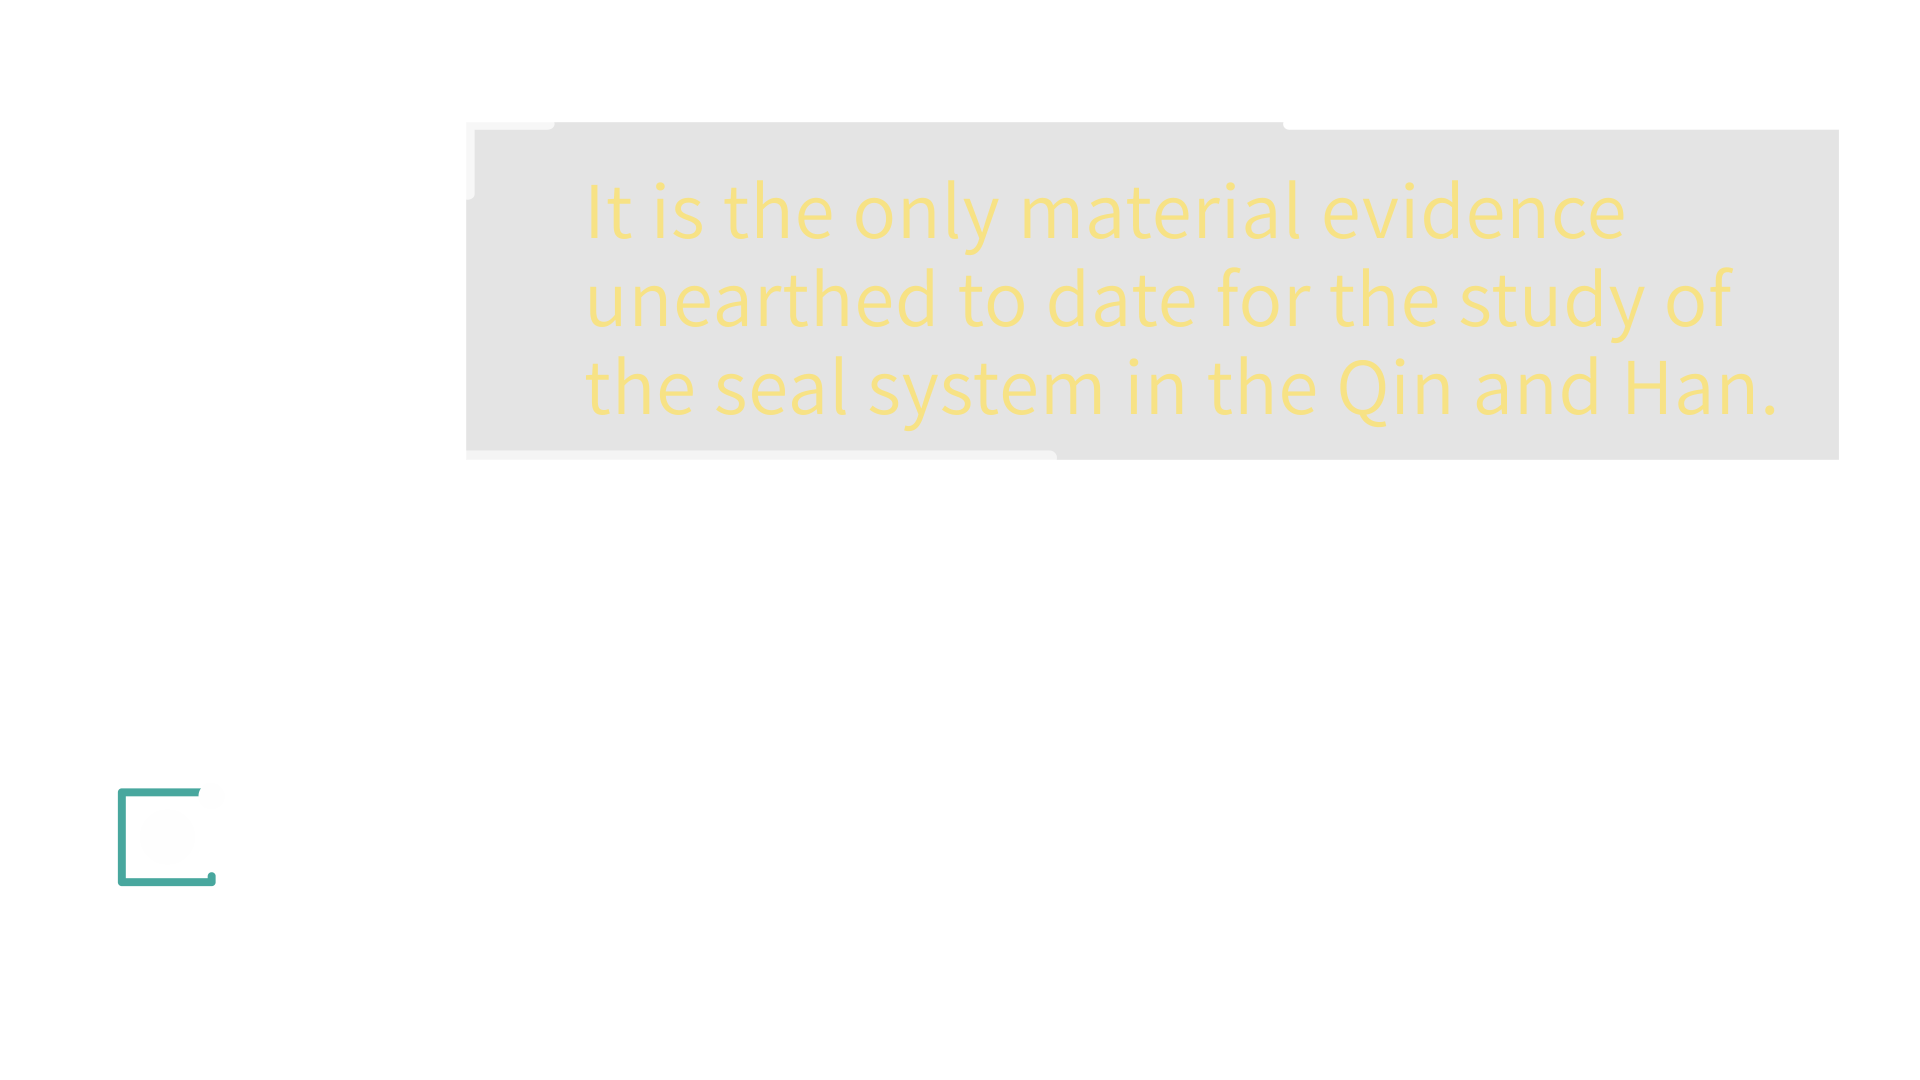 It is the only material evidence
unearthed to date for the study of
the seal system in the Qin and Han.